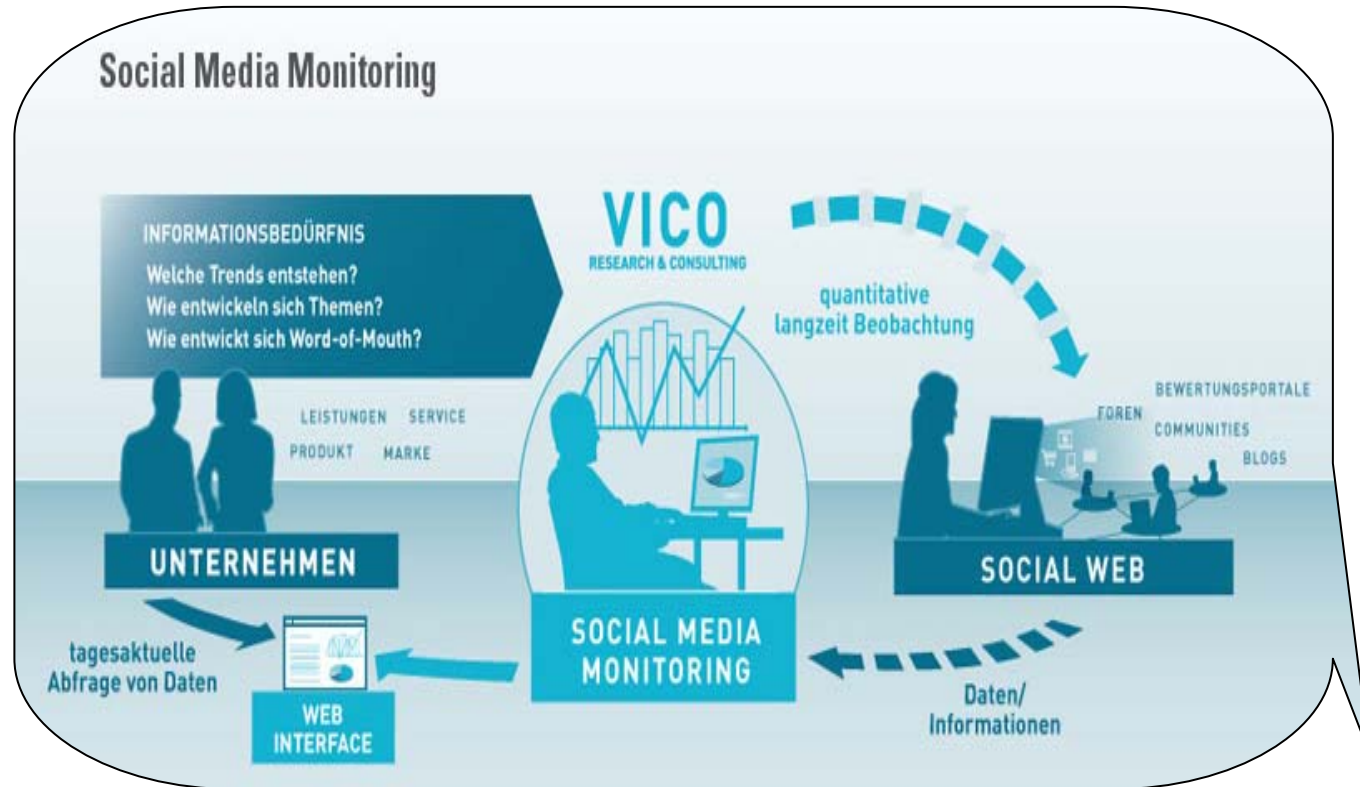 Social Media Monitoring
INFORMATIONSBEDÜRFNIS
Welche Trends entstehen?
Wie entwickeln sich Themen?
Wie entwickt sich Word-of-Mouth?
VICO
RESEARCH & CONSULTING
quantitative
langzeit Beobachtung
LEISTUNGEN SERVICE
PRODUKT MARKE
BEWERTUNGSPORTALE
FOREN
COMMUNITIES
BLOGS
UNTERNEHMEN
SOCIAL WEB
SOCIAL MEDIA
MONITORING
tagesaktuelle
Abfrage von Daten
WEB
INTERFACE
Daten/
Informationen